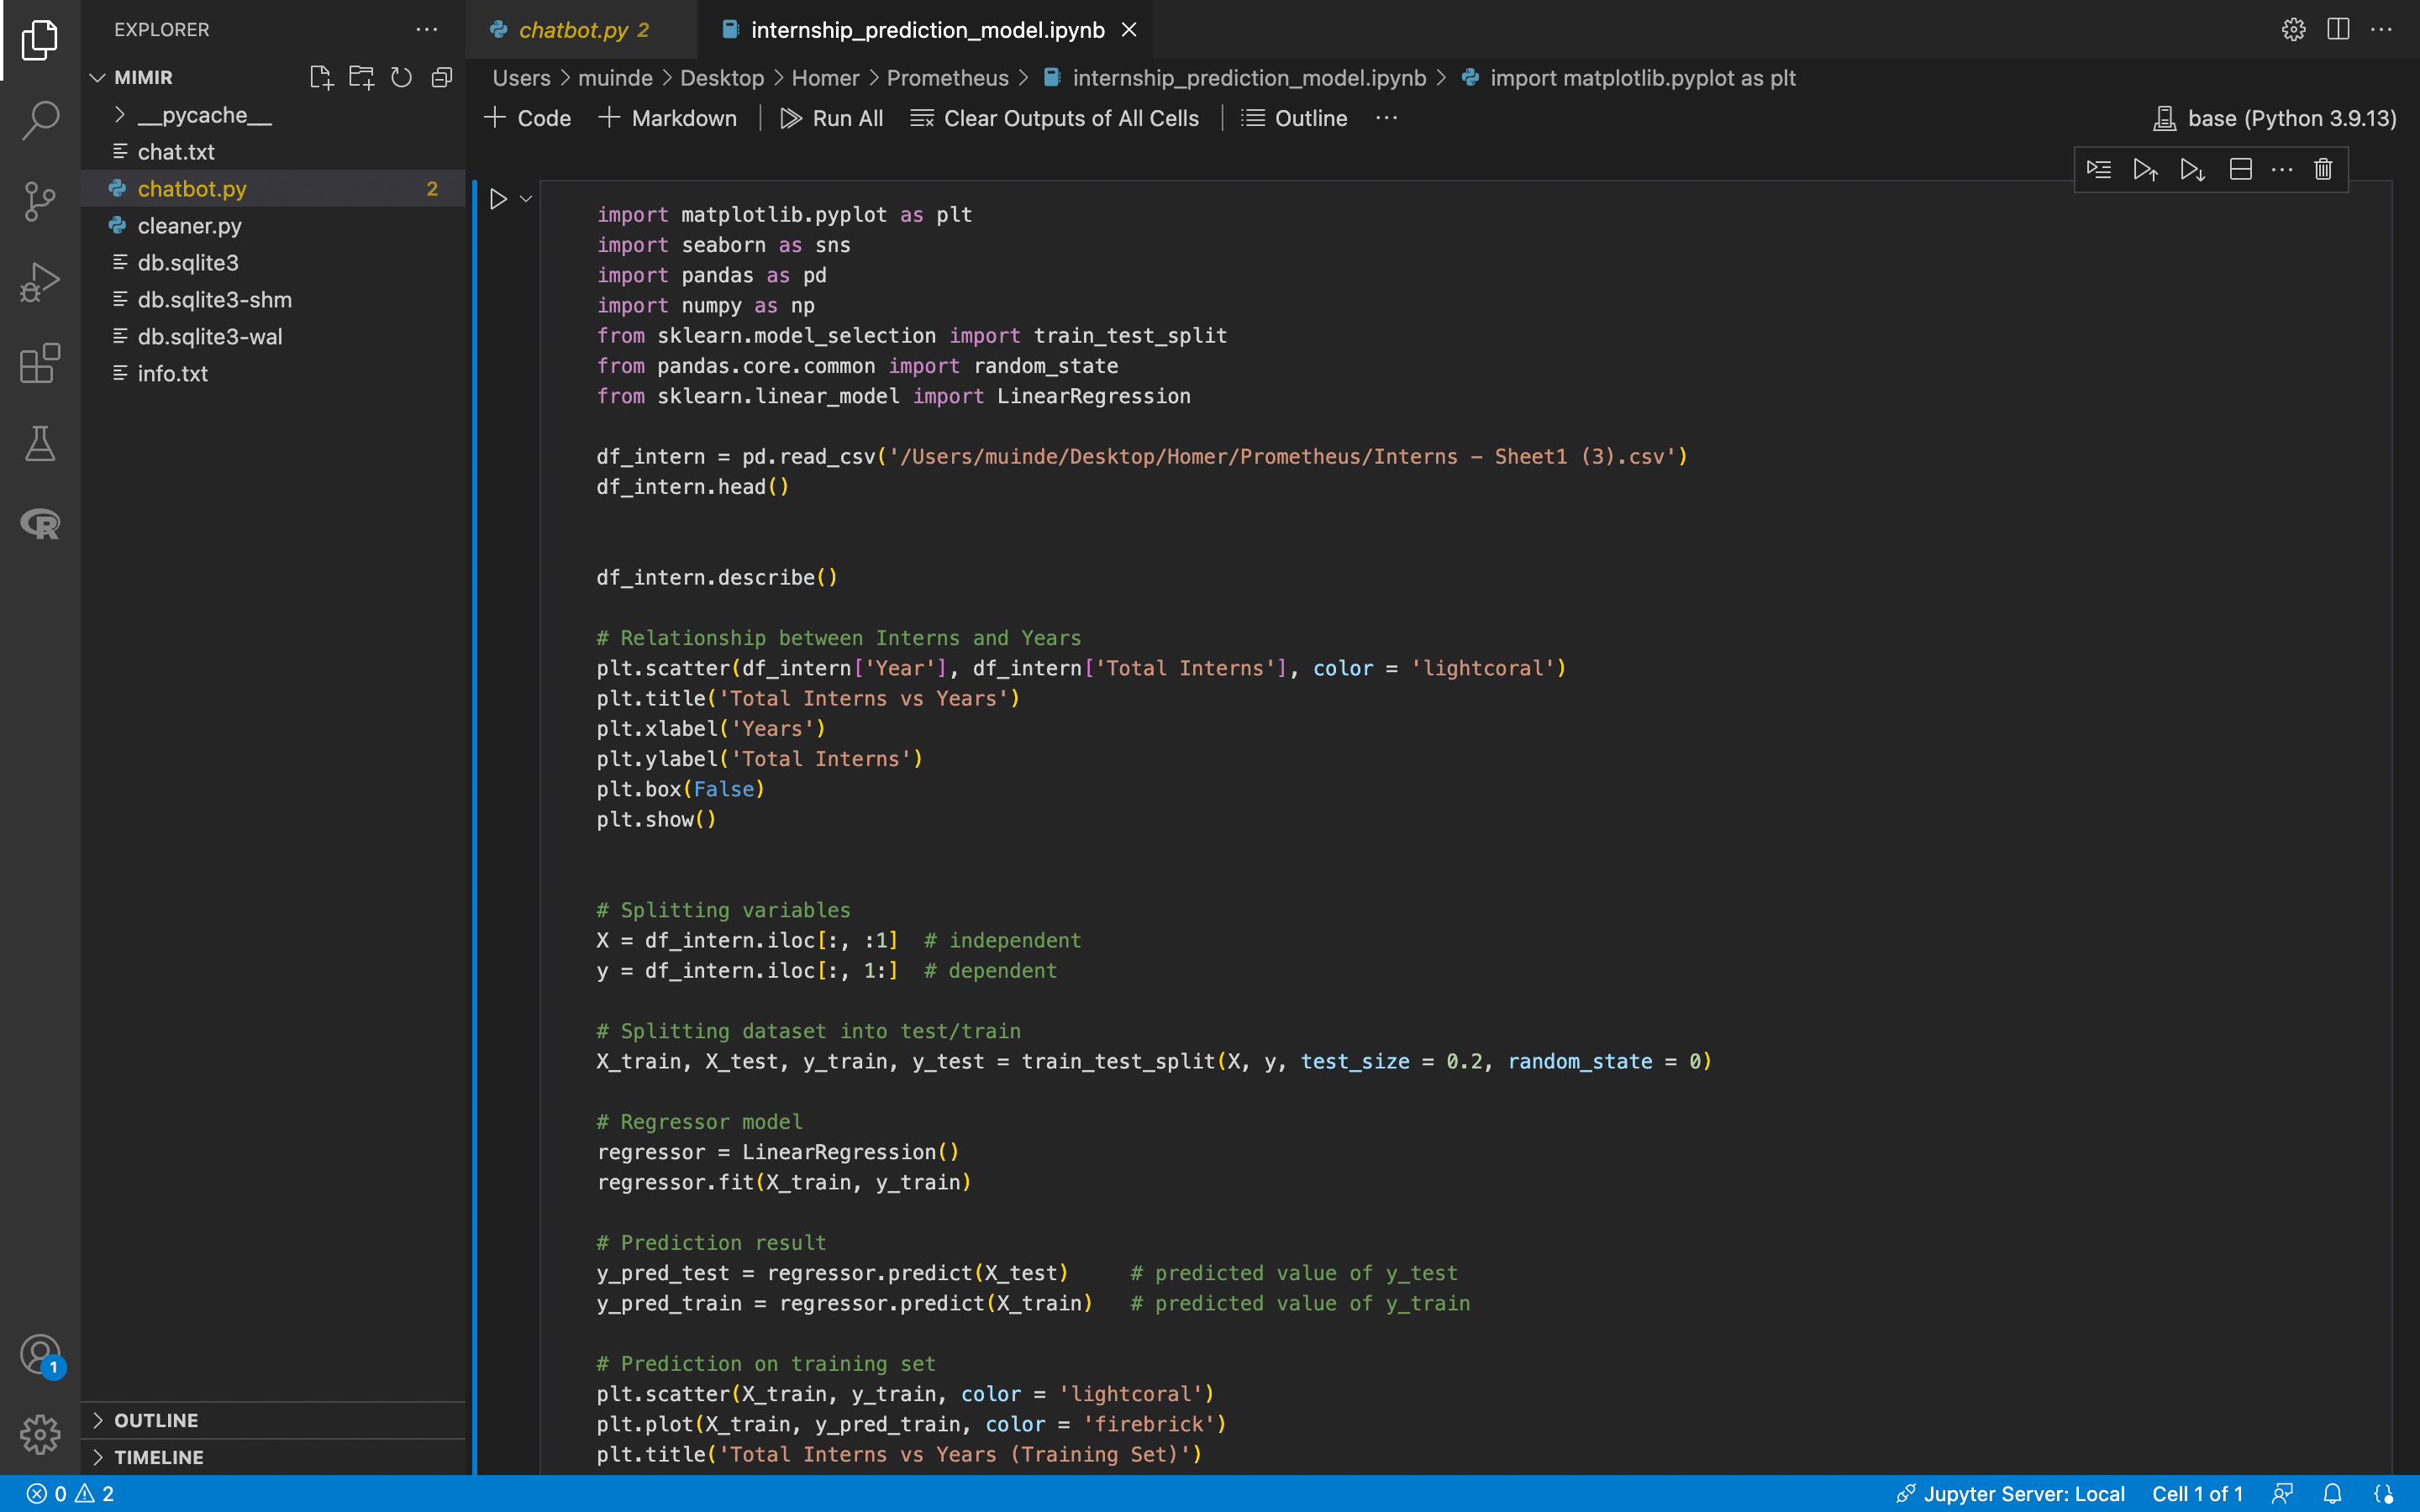 EXPLORER
MIMIR
__pycache__
chat.txt
chatbot.py 2
cleaner.py
db.sqlite3
db.sqlite3-shm
db.sqlite3-wal
info.txt
OUTLINE
TIMELINE
1
chatbot.py 2
internship_prediction_model.ipynb
Users > muinde > Desktop > Homer > Prometheus > internship_prediction_model.ipynb > import matplotlib.pyplot as plt
+ Code + Markdown | Run All Clear Outputs of All Cells | Outline ...
base (Python 3.9.13)
import matplotlib.pyplot as plt
import seaborn as sns
import pandas as pd
import numpy as np
from sklearn.model_selection import train_test_split
from pandas.core.common import random_state
from sklearn.linear_model import LinearRegression
df_intern = pd.read_csv('/Users/muinde/Desktop/Homer/Prometheus/Interns - Sheet1 (3).csv')
df_intern.head()
df_intern.describe()
# Relationship between Interns and Years
plt.scatter(df_intern['Year'], df_intern['Total Interns'], color = 'lightcoral')
plt.title('Total Interns vs Years')
plt.xlabel('Years')
plt.ylabel('Total Interns')
plt.box(False)
plt.show()
# Splitting variables
X = df_intern.iloc[:, :1]  # independent
y = df_intern.iloc[:, 1:]  # dependent
# Splitting dataset into test/train
X_train, X_test, y_train, y_test = train_test_split(X, y, test_size = 0.2, random_state = 0)
# Regressor model
regressor = LinearRegression()
regressor.fit(X_train, y_train)
# Prediction result
y_pred_test = regressor.predict(X_test)     # predicted value of y_test
y_pred_train = regressor.predict(X_train)   # predicted value of y_train
# Prediction on training set
plt.scatter(X_train, y_train, color = 'lightcoral')
plt.plot(X_train, y_pred_train, color = 'firebrick')
plt.title('Total Interns vs Years (Training Set)')
0 2
Jupyter Server: Local
Cell 1 of 1